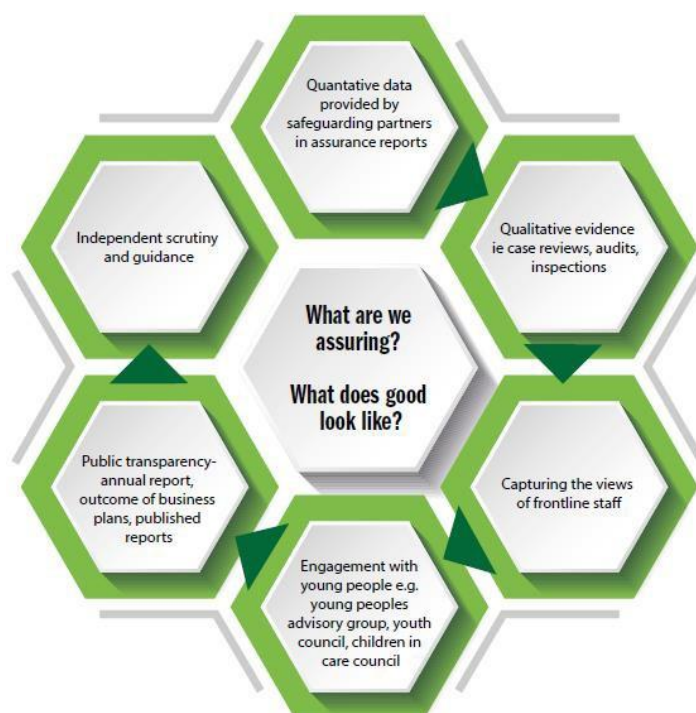 Quantative data
provided by
safeguarding partners
in assurance reports
Qualitative evidence
ie case reviews, audits,
inspections
Capturing the views
of frontline staff
Engagement with
young people e.g.
young peoples
advisory group, youth
council, children in
care council
Public transparency-
annual report,
outcome of business
plans, published
reports
Independent scrutiny
and guidance
What are we
assuring?
What does good
look like?